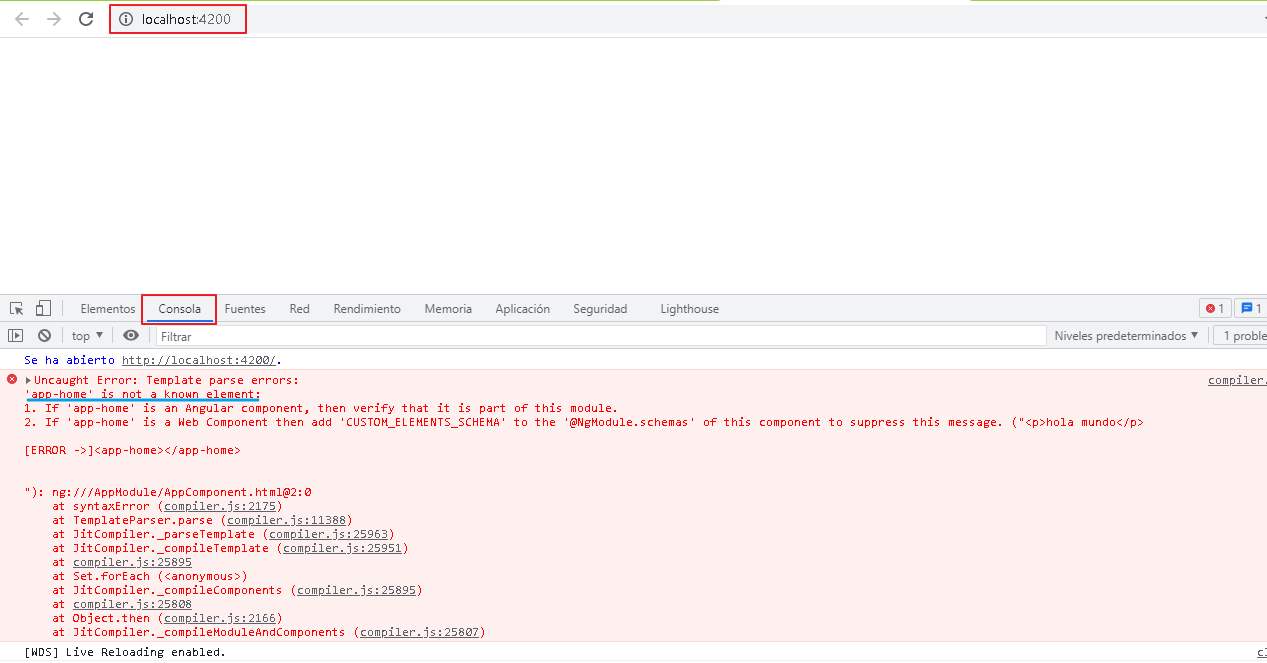 localhost:4200
Elementos Consola Fuentes Red Rendimiento Memoria Aplicación Seguridad Lighthouse 1 1
top Filtrar Niveles predeterminados 1 proble
Se ha abierto http://localhost:4200/.
Uncaught Error: Template parse errors: compiler.
'app-home' is not a known element:
1. If 'app-home' is an Angular component, then verify that it is part of this module.
2. If 'app-home' is a Web Component then add 'CUSTOM_ELEMENTS_SCHEMA' to the '@NgModule.schemas' of this component to suppress this message. ("<p>hola mundo</p>
[ERROR ->]<app-home></app-home>
"): ng:///AppModule/AppComponent.html@2:0
at syntaxError (compiler.js:2175)
at TemplateParser.parse (compiler.js:11388)
at JitCompiler._parseTemplate (compiler.js:25963)
at JitCompiler._compileTemplate (compiler.js:25951)
at compiler.js:25895
at Set.forEach (<anonymous>)
at JitCompiler._compileComponents (compiler.js:25895)
at compiler.js:25808
at Object.then (compiler.js:2166)
at JitCompiler._compileModuleAndComponents (compiler.js:25807)
[WDS] Live Reloading enabled.